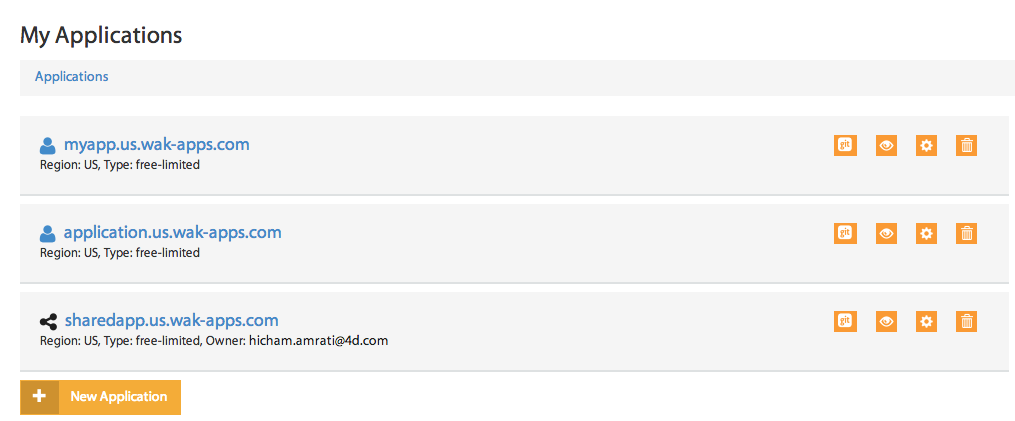 My Applications
Applications
myapp.us.wak-apps.com
git
Region: US, Type: free-limited
application.us.wak-apps.com
git
Region: US, Type: free-limited
sharedapp.us.wak-apps.com
git
Region: US, Type: free-limited, Owner: hicham.amrati@4d.com
New Application